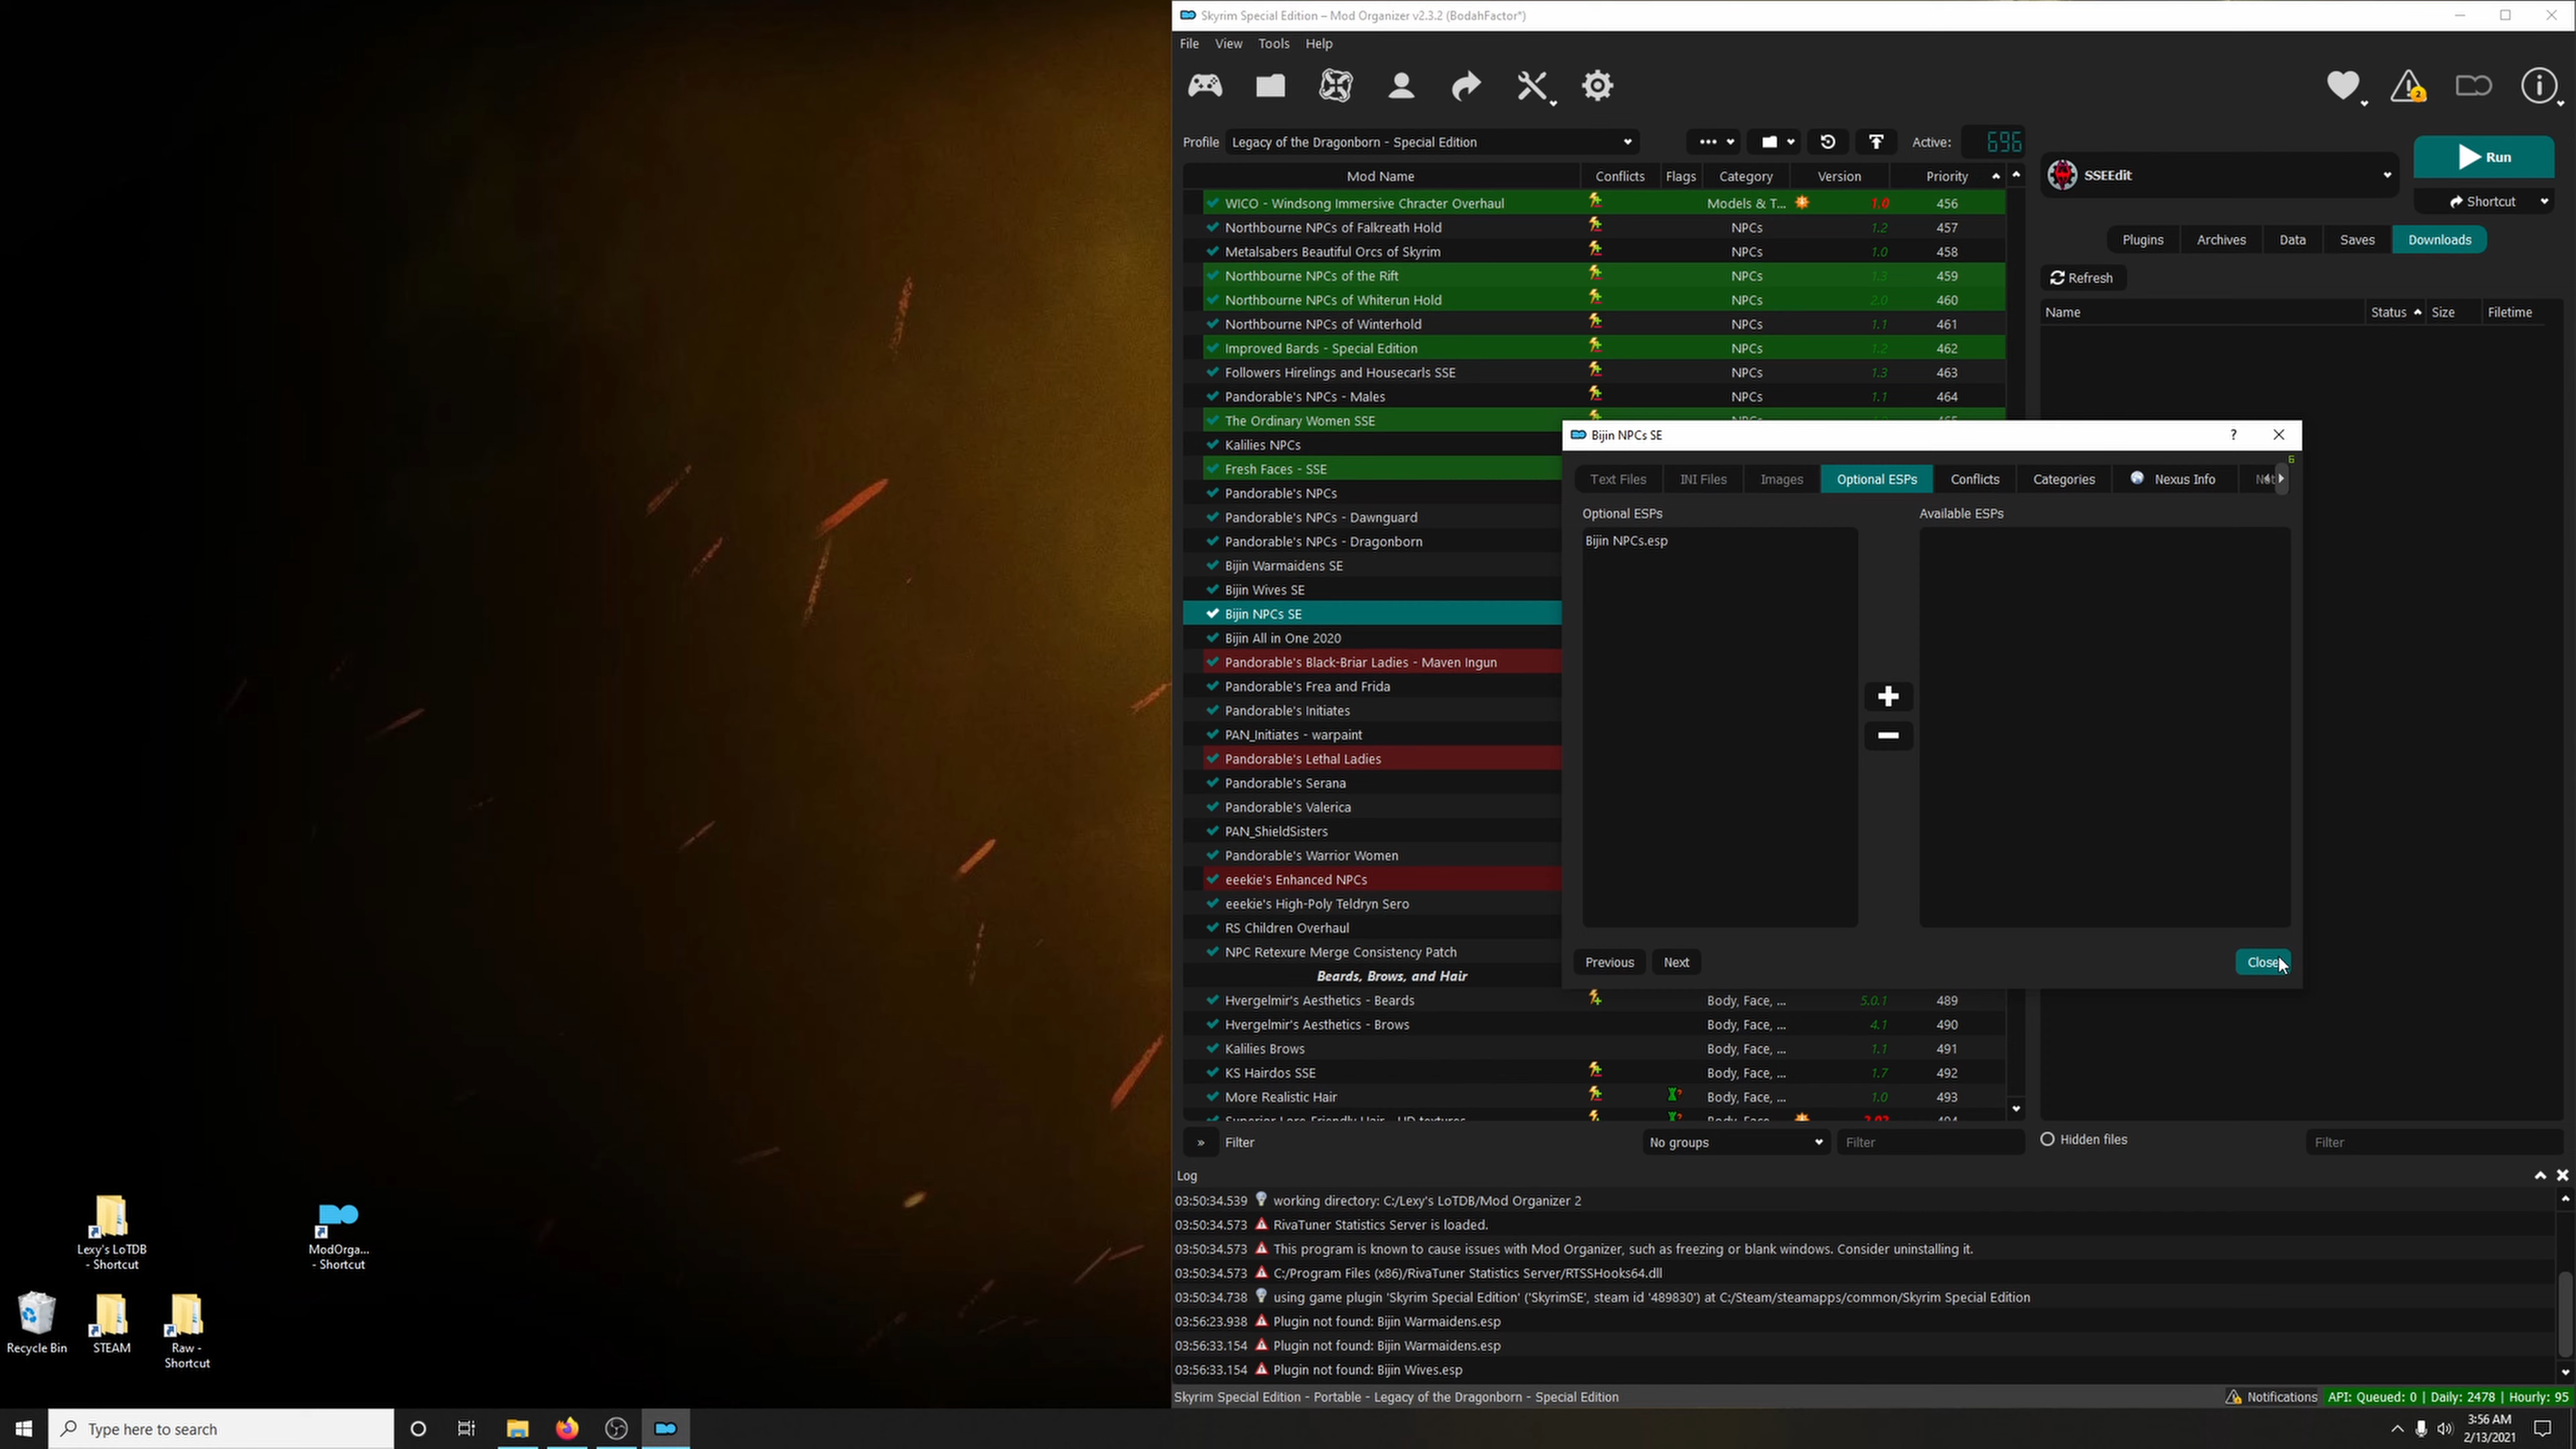 Skyrim Special Edition – Mod Organizer v2.3.2 (BodahFactor*)
File View Tools Help
2
Profile Legacy of the Dragonborn - Special Edition Active: 696
Mod Name Conflicts Flags Category Version Priority
WICO - Windsong Immersive Chracter Overhaul Models & T... 1.0 456
Northbourne NPCs of Falkreath Hold NPCs 1.2 457
Metalsabers Beautiful Orcs of Skyrim NPCs 1.0 458
Northbourne NPCs of the Rift NPCs 1.3 459
Northbourne NPCs of Whiterun Hold NPCs 2.0 460
Northbourne NPCs of Winterhold NPCs 1.1 461
Improved Bards - Special Edition NPCs 1.2 462
Followers Hirelings and Housecarls SSE NPCs 1.3 463
Pandorable's NPCs - Males NPCs 1.1 464
The Ordinary Women SSE
Kalilies NPCs
Fresh Faces - SSE
Pandorable's NPCs
Pandorable's NPCs - Dawnguard
Pandorable's NPCs - Dragonborn
Bijin Warmaidens SE
Bijin Wives SE
Bijin NPCs SE
Bijin All in One 2020
Pandorable's Black-Briar Ladies - Maven Ingun
Pandorable's Frea and Frida
Pandorable's Initiates
PAN_Initiates - warpaint
Pandorable's Lethal Ladies
Pandorable's Serana
Pandorable's Valerica
PAN_ShieldSisters
Pandorable's Warrior Women
eeekie's Enhanced NPCs
eeekie's High-Poly Teldryn Sero
RS Children Overhaul
NPC Retexure Merge Consistency Patch
Beards, Brows, and Hair
Hvergelmir's Aesthetics - Beards Body, Face, ... 5.0.1 489
Hvergelmir's Aesthetics - Brows Body, Face, ... 4.1 490
Kalilies Brows Body, Face, ... 1.1 491
KS Hairdos SSE Body, Face, ... 1.7 492
More Realistic Hair Body, Face, ... 1.0 493
Filter No groups Filter
SSEEdit
Run
Shortcut
Plugins Archives Data Saves Downloads
Refresh
Name Status Size Filetime
Hidden files Filter
Bijin NPCs SE ?
6
Text Files INI Files Images Optional ESPs Conflicts Categories Nexus Info
Optional ESPs Available ESPs
Bijin NPCs.esp
Previous Next Close
Log
03:50:34.539 working directory: C:/Lexy's LoTDB/Mod Organizer 2
03:50:34.573 RivaTuner Statistics Server is loaded.
03:50:34.573 This program is known to cause issues with Mod Organizer, such as freezing or blank windows. Consider uninstalling it.
03:50:34.573 C:/Program Files (x86)/RivaTuner Statistics Server/RTSSHooks64.dll
03:50:34.738 using game plugin 'Skyrim Special Edition' ('SkyrimSE', steam id '489830') at C:/Steam/steamapps/common/Skyrim Special Edition
03:56:23.938 Plugin not found: Bijin Warmaidens.esp
03:56:33.154 Plugin not found: Bijin Warmaidens.esp
03:56:33.154 Plugin not found: Bijin Wives.esp
Skyrim Special Edition - Portable - Legacy of the Dragonborn - Special Edition Notifications API: Queued: 0 | Daily: 2478 | Hourly: 95
Lexy's LoTDB
- Shortcut
ModOrga...
- Shortcut
Recycle Bin
STEAM
Raw -
Shortcut
Type here to search
3:56 AM
2/13/2021